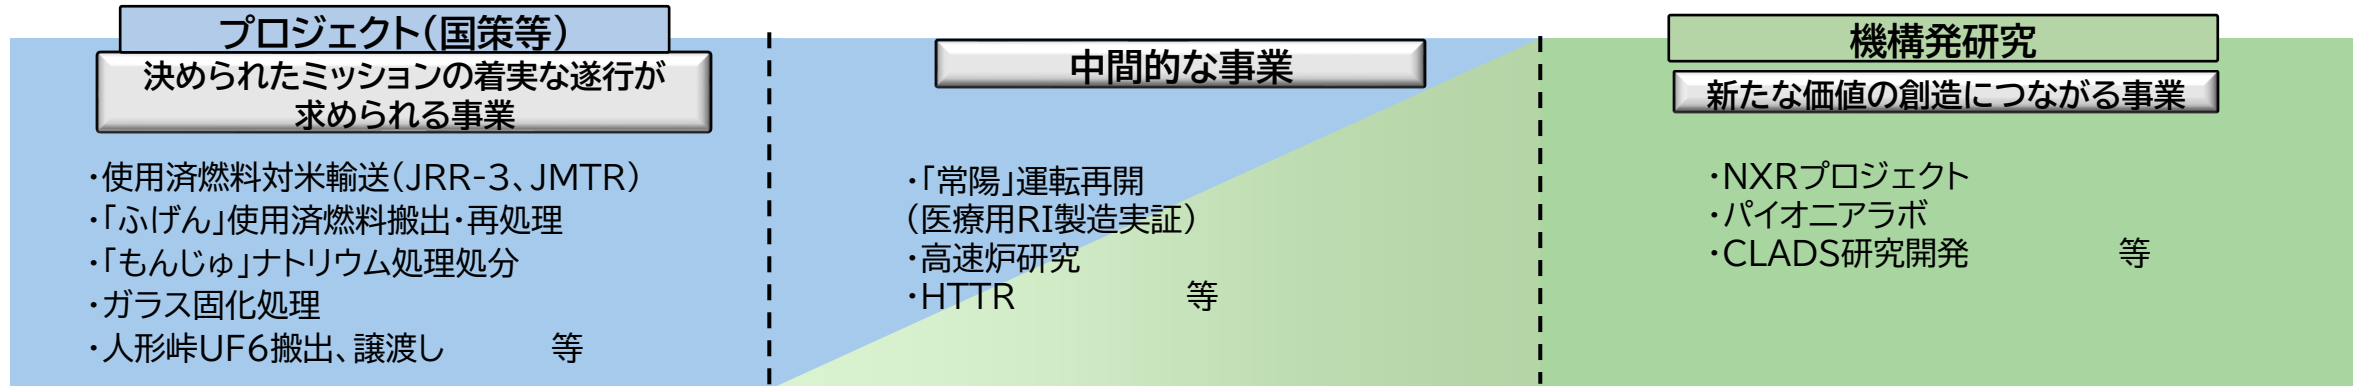 プロジェクト(国策等)
決められたミッションの着実な遂行が
求められる事業
・使用済燃料対米輸送(JRR-3、JMTR)
・「ふげん」使用済燃料搬出・再処理
・「もんじゅ」ナトリウム処理処分
・ガラス固化処理
・人形峠UF6搬出、譲渡し 等
中間的な事業
・「常陽」運転再開
(医療用RI製造実証)
・高速炉研究
・HTTR 等
機構発研究
新たな価値の創造につながる事業
・NXRプロジェクト
・パイオニアラボ
・CLADS研究開発 等